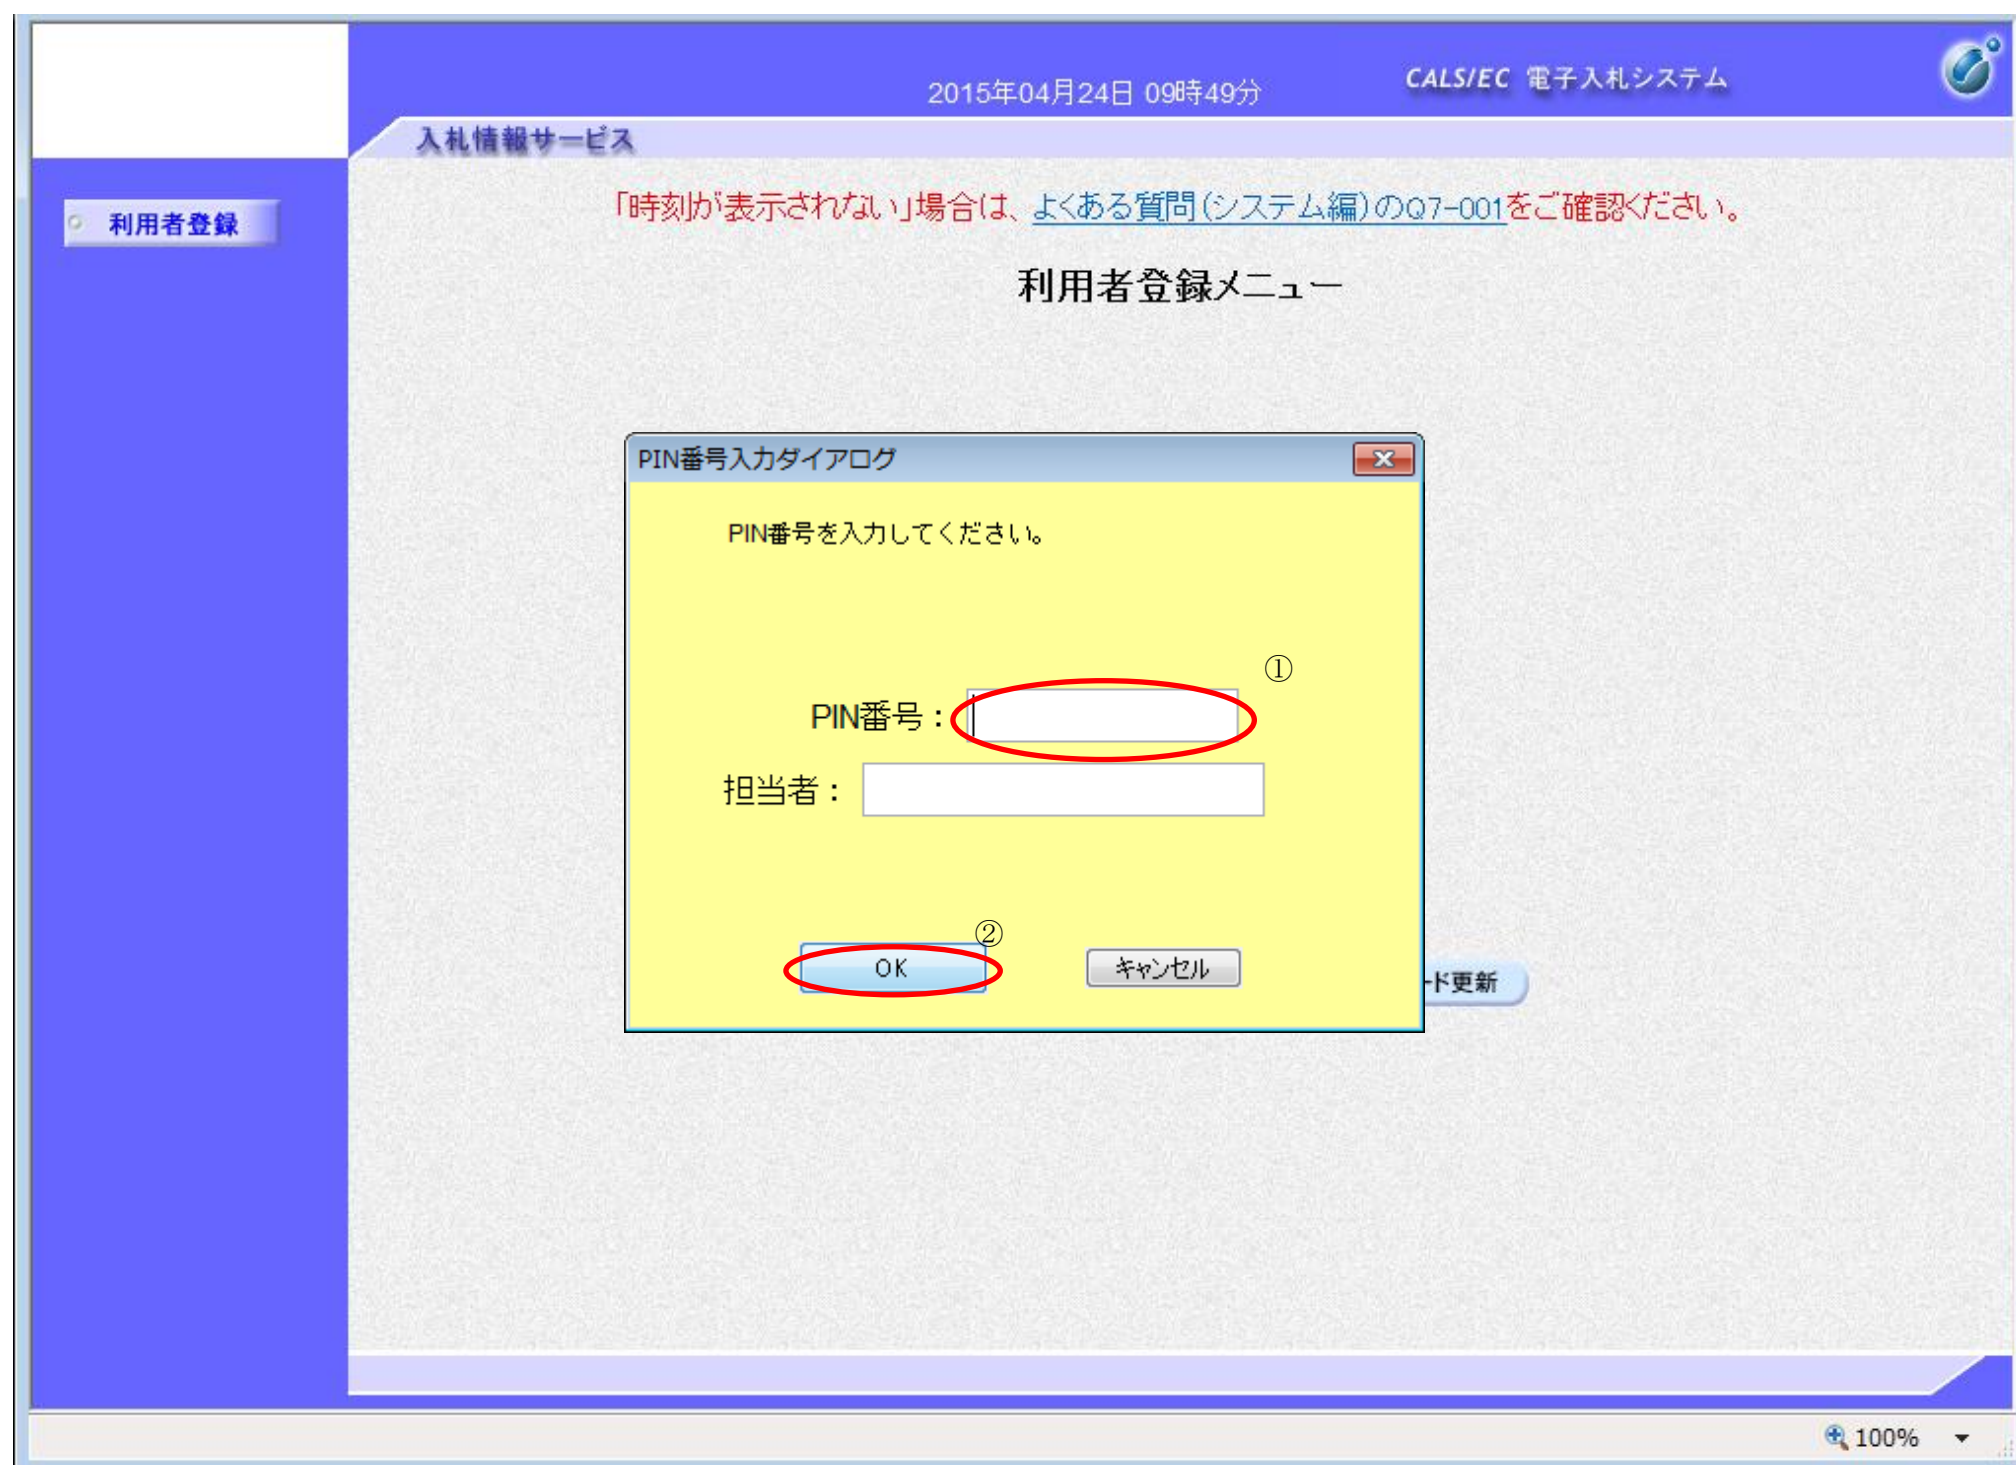 2015年04月24日 09時49分
CALS/EC 電子入札システム
入札情報サービス
利用者登録
「時刻が表示されない」場合は、よくある質問(システム編)のQ7-001をご確認ください。
利用者登録メニュー
PIN番号入力ダイアログ
PIN番号を入力してください。
①
PIN番号：
担当者：
②
OK
キャンセル
ード更新
100%